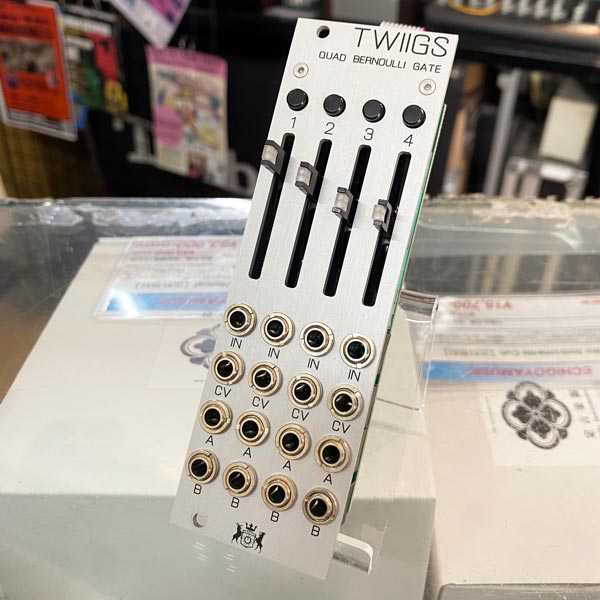 TWIIGS
QUAD BERNOULLI GATE
1 2 3 4
IN IN IN IN
CV CV CV CV
A A A A
B B B B
ECHIGOYAMUSIC